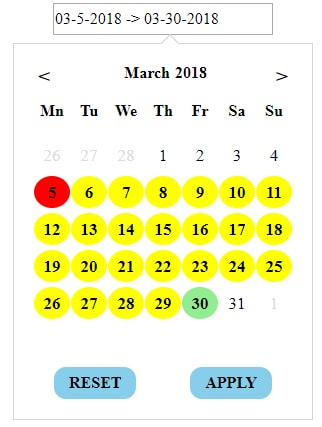 03-5-2018 -> 03-30-2018
< March 2018 >
Mn Tu We Th Fr Sa Su
26 27 28 1 2 3 4
5 6 7 8 9 10 11
12 13 14 15 16 17 18
19 20 21 22 23 24 25
26 27 28 29 30 31 1
RESET APPLY